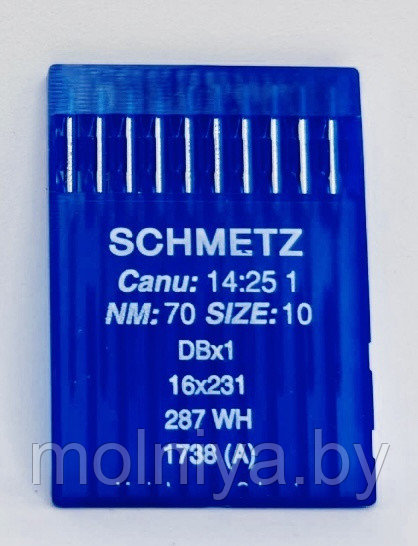 SCHMETZ
Canu: 14:25 1
NM: 70 SIZE: 10
DBx1
16x231
287 WH
1738 (A)
molniya.by